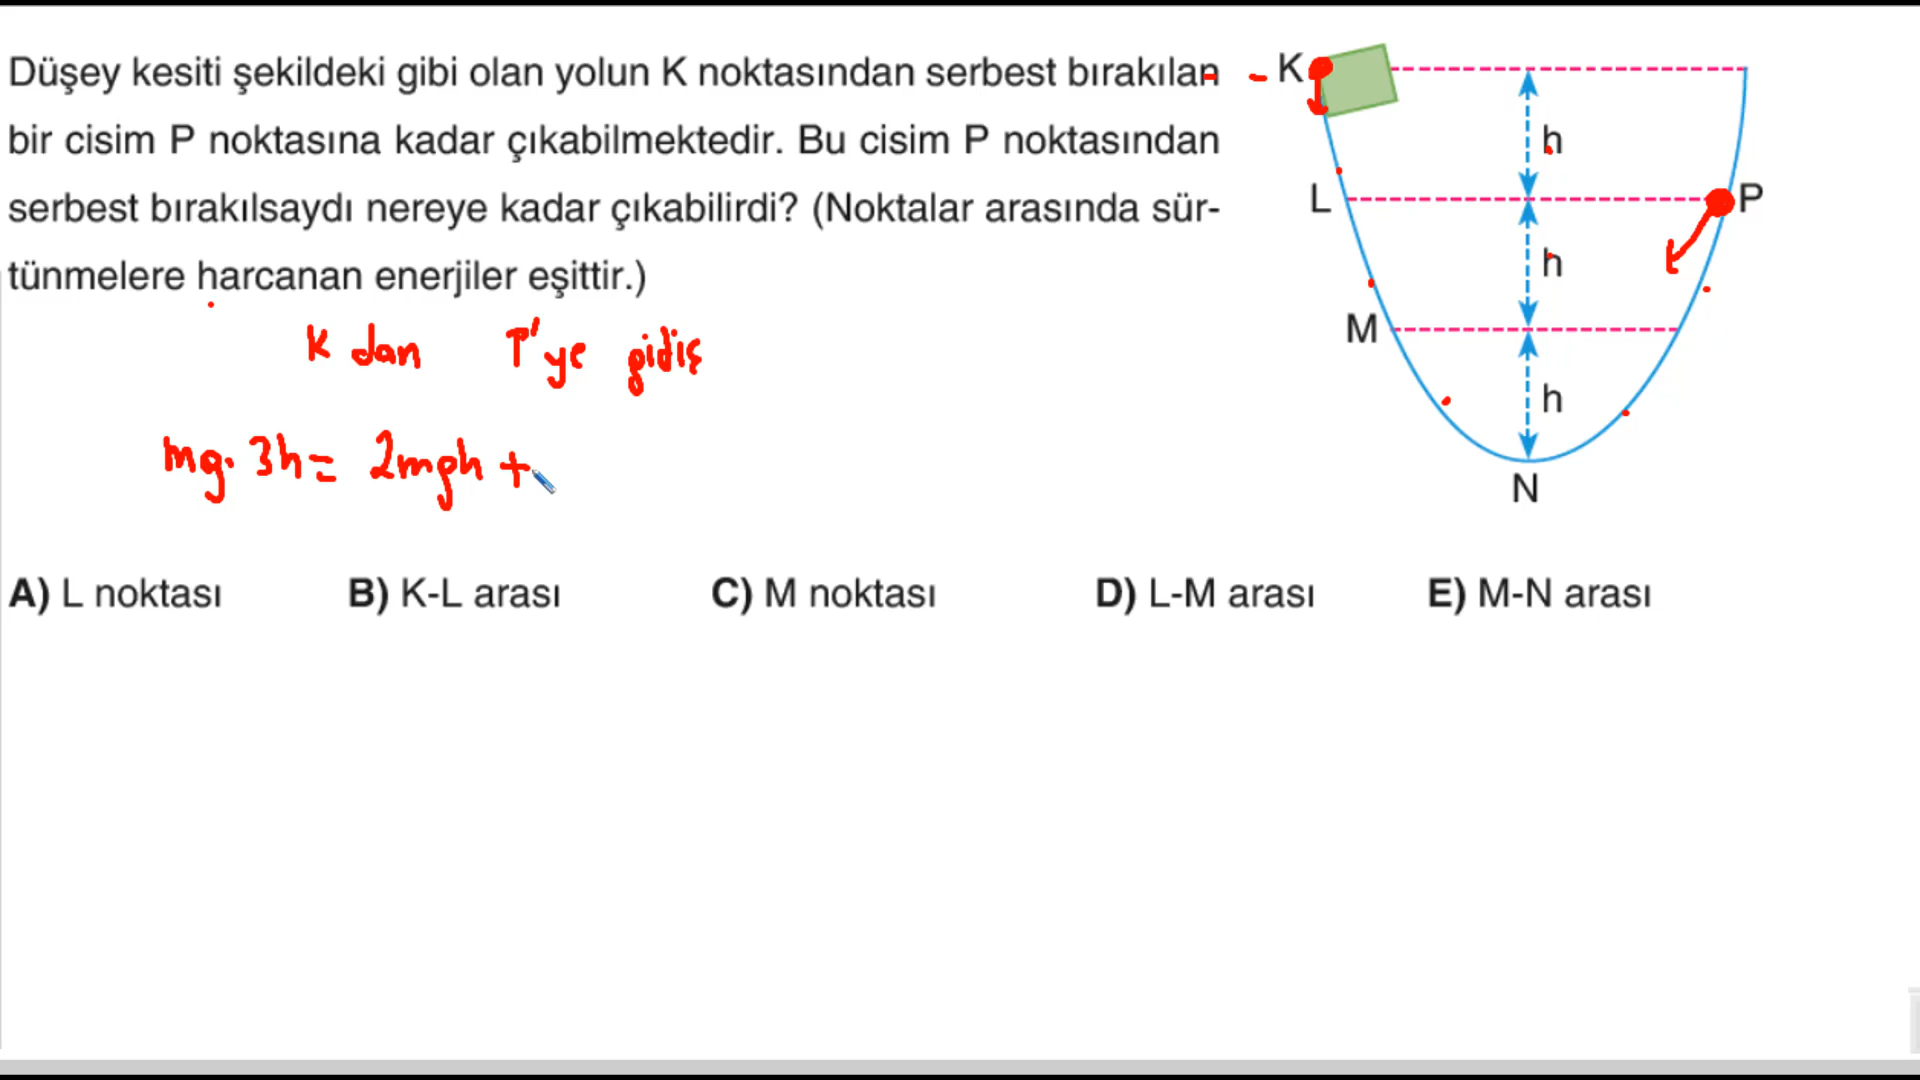 Düşey kesiti şekildeki gibi olan yolun K noktasından serbest bırakılan
bir cisim P noktasına kadar çıkabilmektedir. Bu cisim P noktasından
serbest bırakılsaydı nereye kadar çıkabilirdi? (Noktalar arasında sür-
tünmelere harcanan enerjiler eşittir.)
K dan P'ye gidiş
mg. 3h = 2mgh +
K
h
L
P
h
M
h
N
A) L noktası B) K-L arası C) M noktası D) L-M arası E) M-N arası